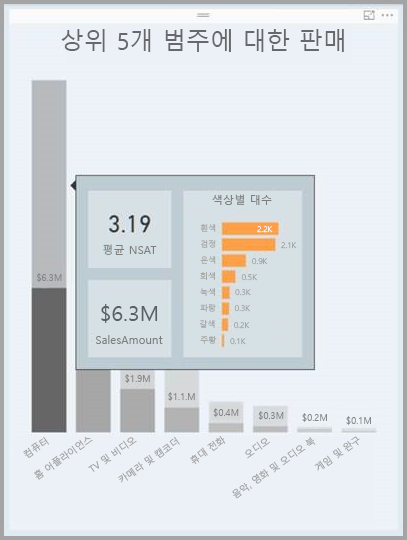 상위 5개 범주에 대한 판매
$6.3M
3.19
평균 NSAT
$6.3M
SalesAmount
색상별 대수
흰색 2.2K
검정 2.1K
은색 0.9K
회색 0.5K
녹색 0.3K
파랑 0.3K
갈색 0.2K
주황 0.1K
$1.9M
$1.1.M
$0.4M
$0.3M
$0.2M
$0.1M
컴퓨터
홈 어플라이언스
TV 및 비디오
카메라 및 캠코더
휴대 전화
오디오
음악, 영화 및 오디오 북
게임 및 완구